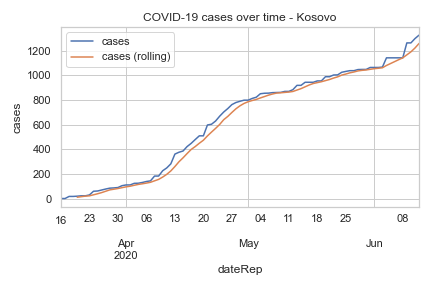 COVID-19 cases over time - Kosovo
cases
cases (rolling)
1200
1000
800
600
400
200
0
cases
16 23 30 06 13 20 27 04 11 18 25 08
Apr May Jun
2020
dateRep